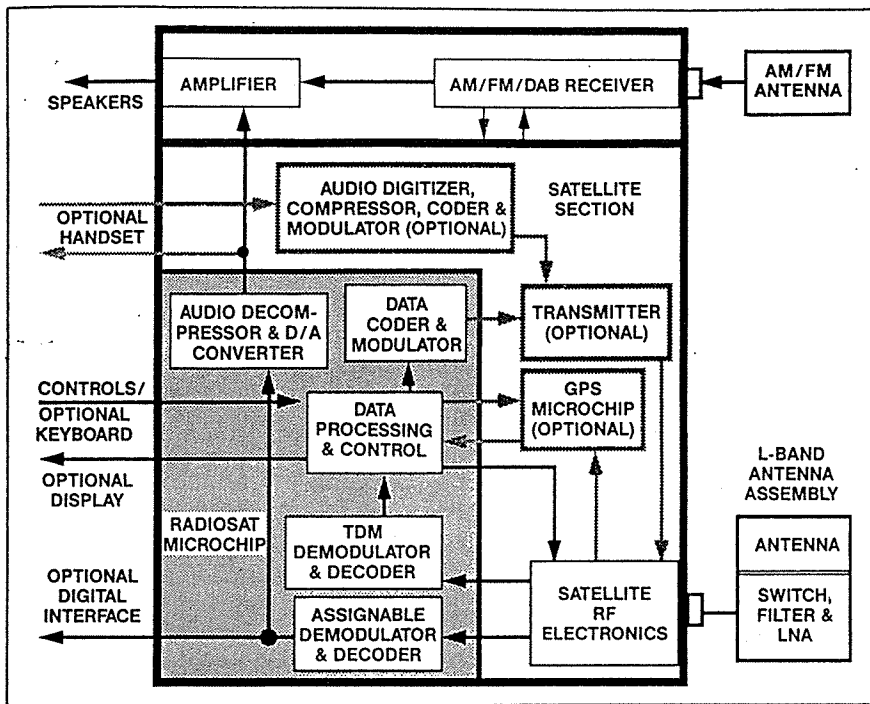 AMPLIFIER
AM/FM/DAB RECEIVER
AM/FM
ANTENNA
SPEAKERS
AUDIO DIGITIZER,
COMPRESSOR, CODER &
MODULATOR (OPTIONAL)
SATELLITE
SECTION
OPTIONAL
HANDSET
AUDIO DECOM-
PRESSOR & D/A
CONVERTER
DATA
CODER &
MODULATOR
TRANSMITTER
(OPTIONAL)
CONTROLS/
OPTIONAL
KEYBOARD
DATA
PROCESSING
& CONTROL
GPS
MICROCHIP
(OPTIONAL)
OPTIONAL
DISPLAY
L-BAND
ANTENNA
ASSEMBLY
RADIOSAT
MICROCHIP
TDM
DEMODULATOR
& DECODER
ANTENNA
OPTIONAL
DIGITAL
INTERFACE
ASSIGNABLE
DEMODULATOR
& DECODER
SATELLITE
RF
ELECTRONICS
SWITCH,
FILTER &
LNA